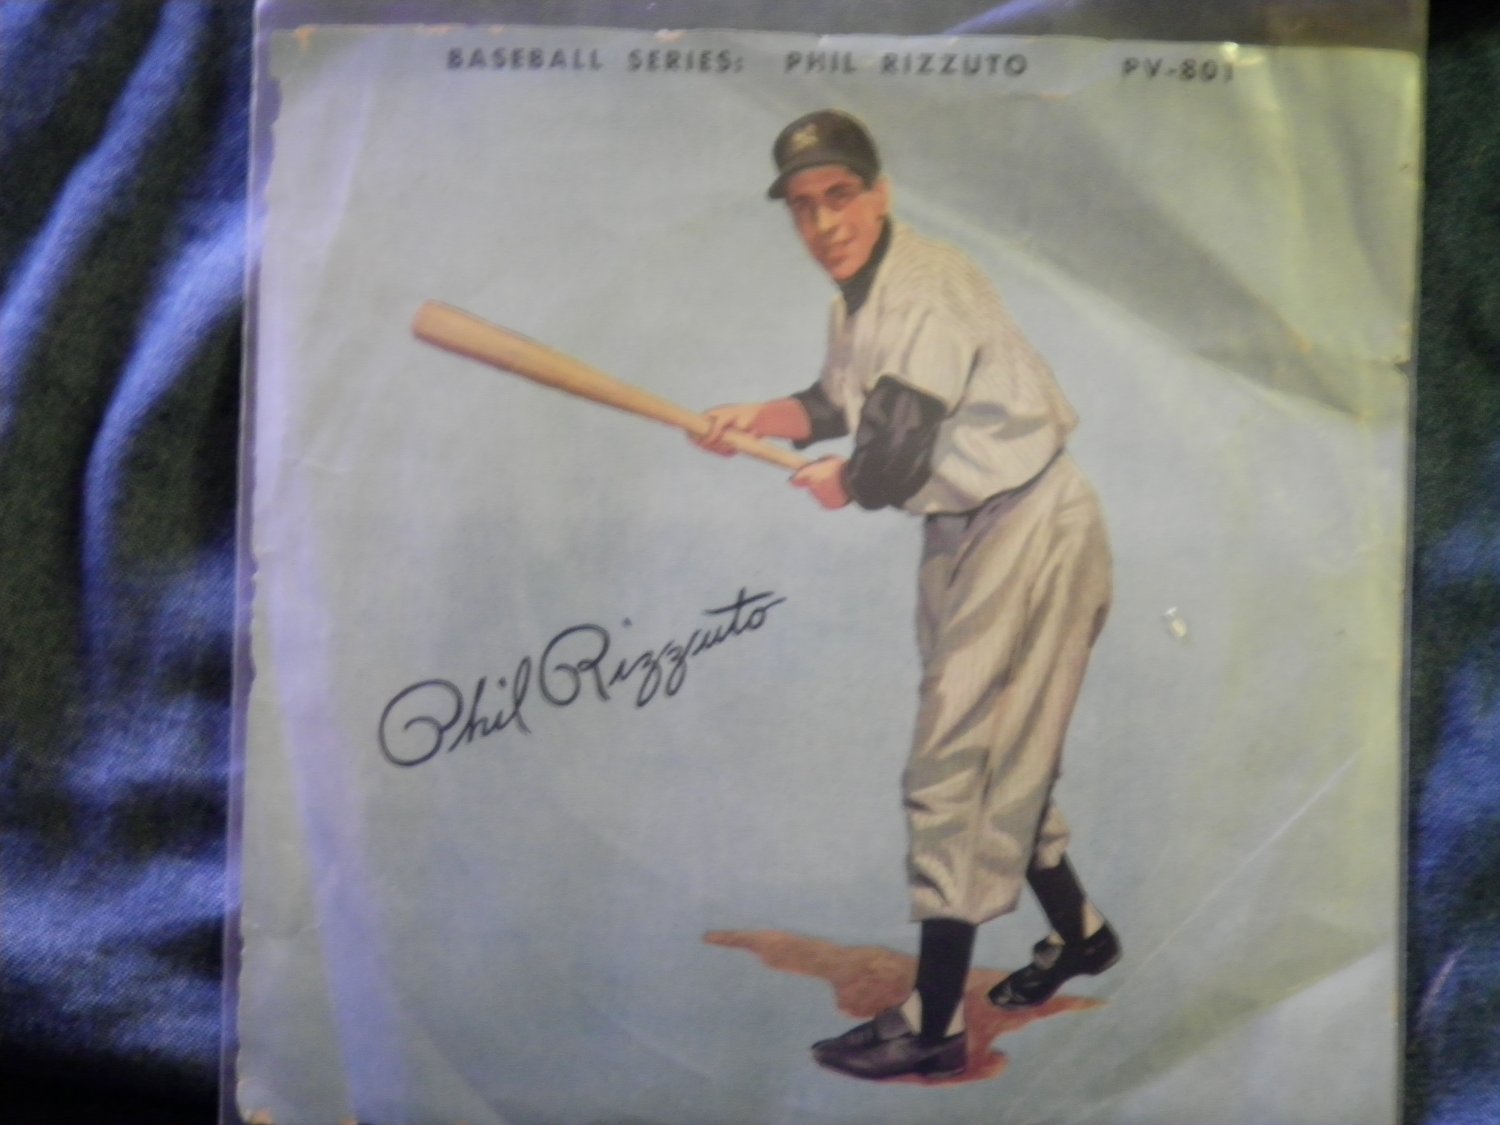 BASEBALL SERIES: PHIL RIZZUTO PV-801
Phil Rizzuto